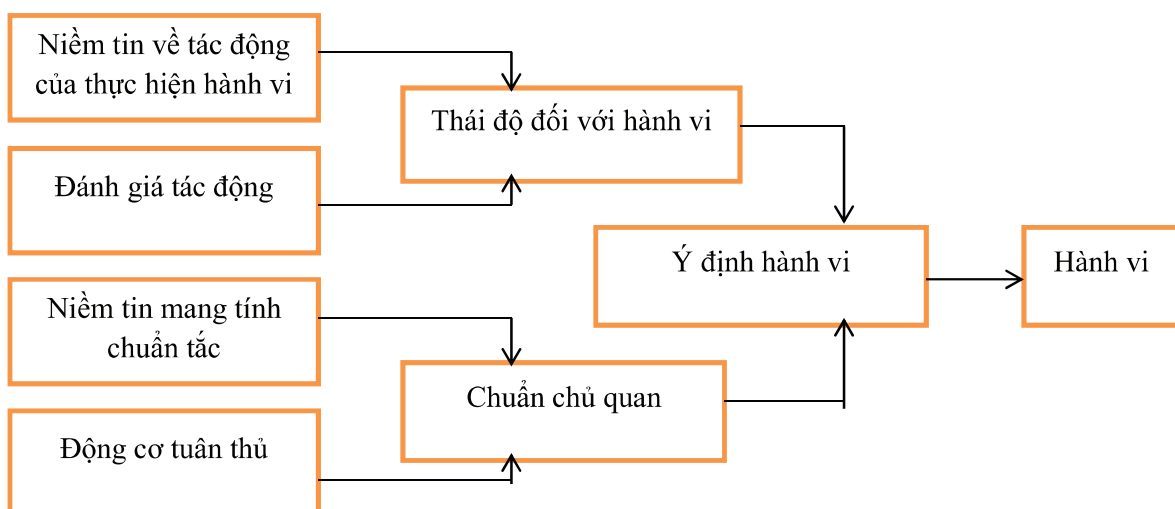 Niềm tin về tác động
của thực hiện hành vi
Thái độ đối với hành vi
Đánh giá tác động
Ý định hành vi
Hành vi
Niềm tin mang tính
chuẩn tắc
Chuẩn chủ quan
Động cơ tuân thủ